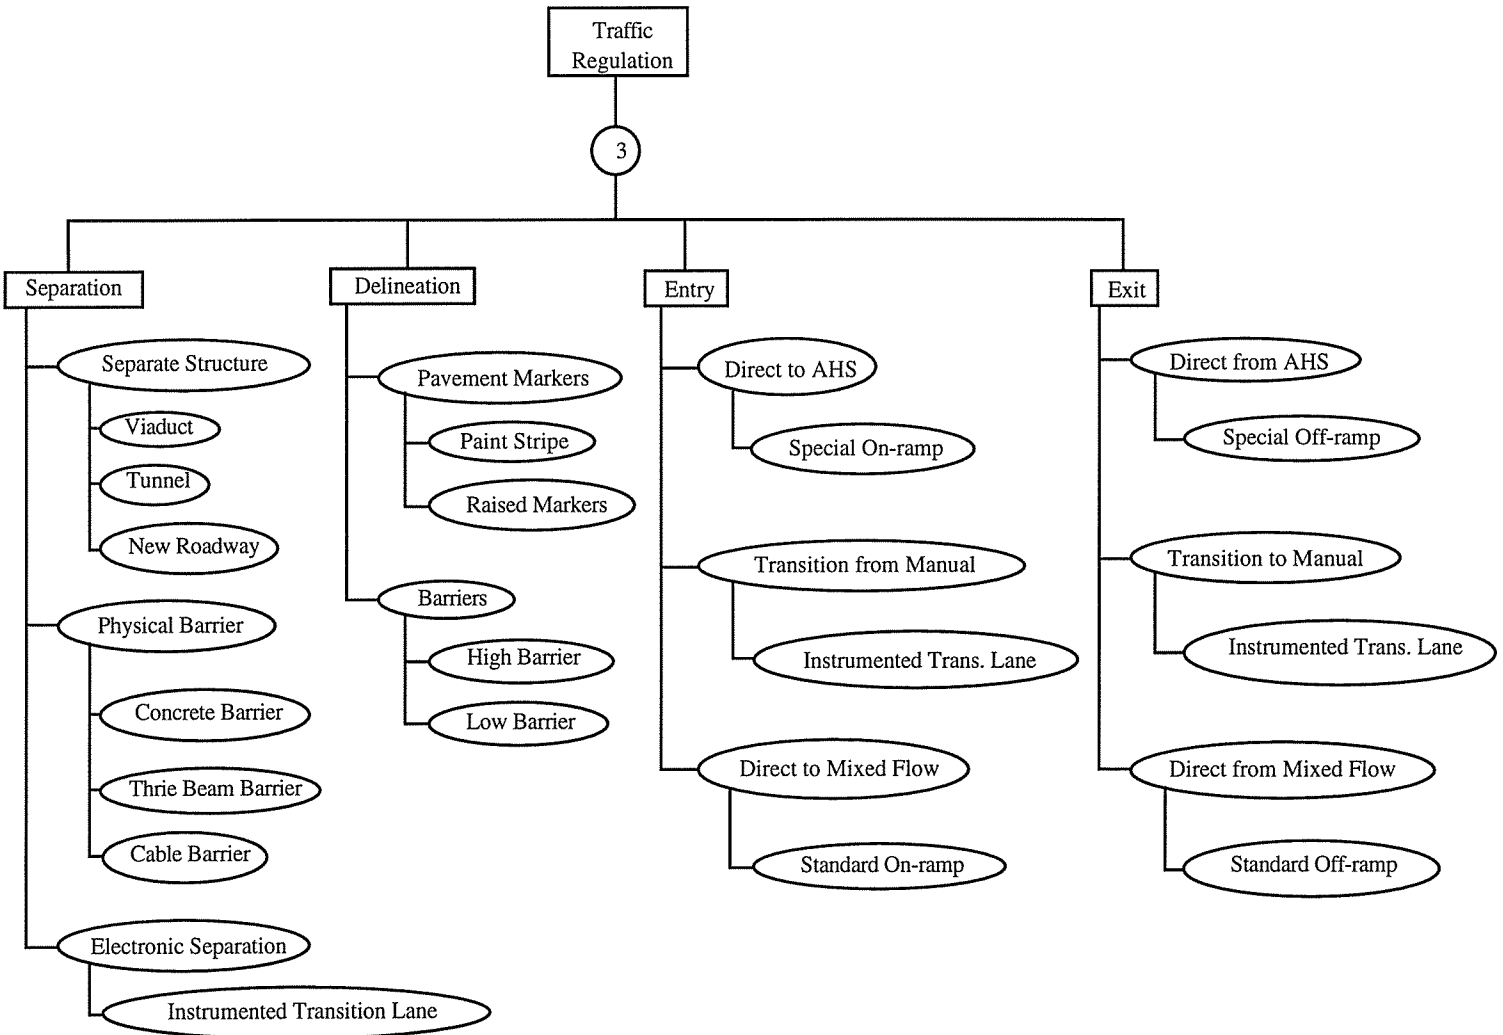 Traffic
Regulation
3
Separation
Separate Structure
Viaduct
Tunnel
New Roadway
Physical Barrier
Concrete Barrier
Thrie Beam Barrier
Cable Barrier
Electronic Separation
Instrumented Transition Lane
Delineation
Pavement Markers
Paint Stripe
Raised Markers
Barriers
High Barrier
Low Barrier
Entry
Direct to AHS
Special On-ramp
Transition from Manual
Instrumented Trans. Lane
Direct to Mixed Flow
Standard On-ramp
Exit
Direct from AHS
Special Off-ramp
Transition to Manual
Instrumented Trans. Lane
Direct from Mixed Flow
Standard Off-ramp